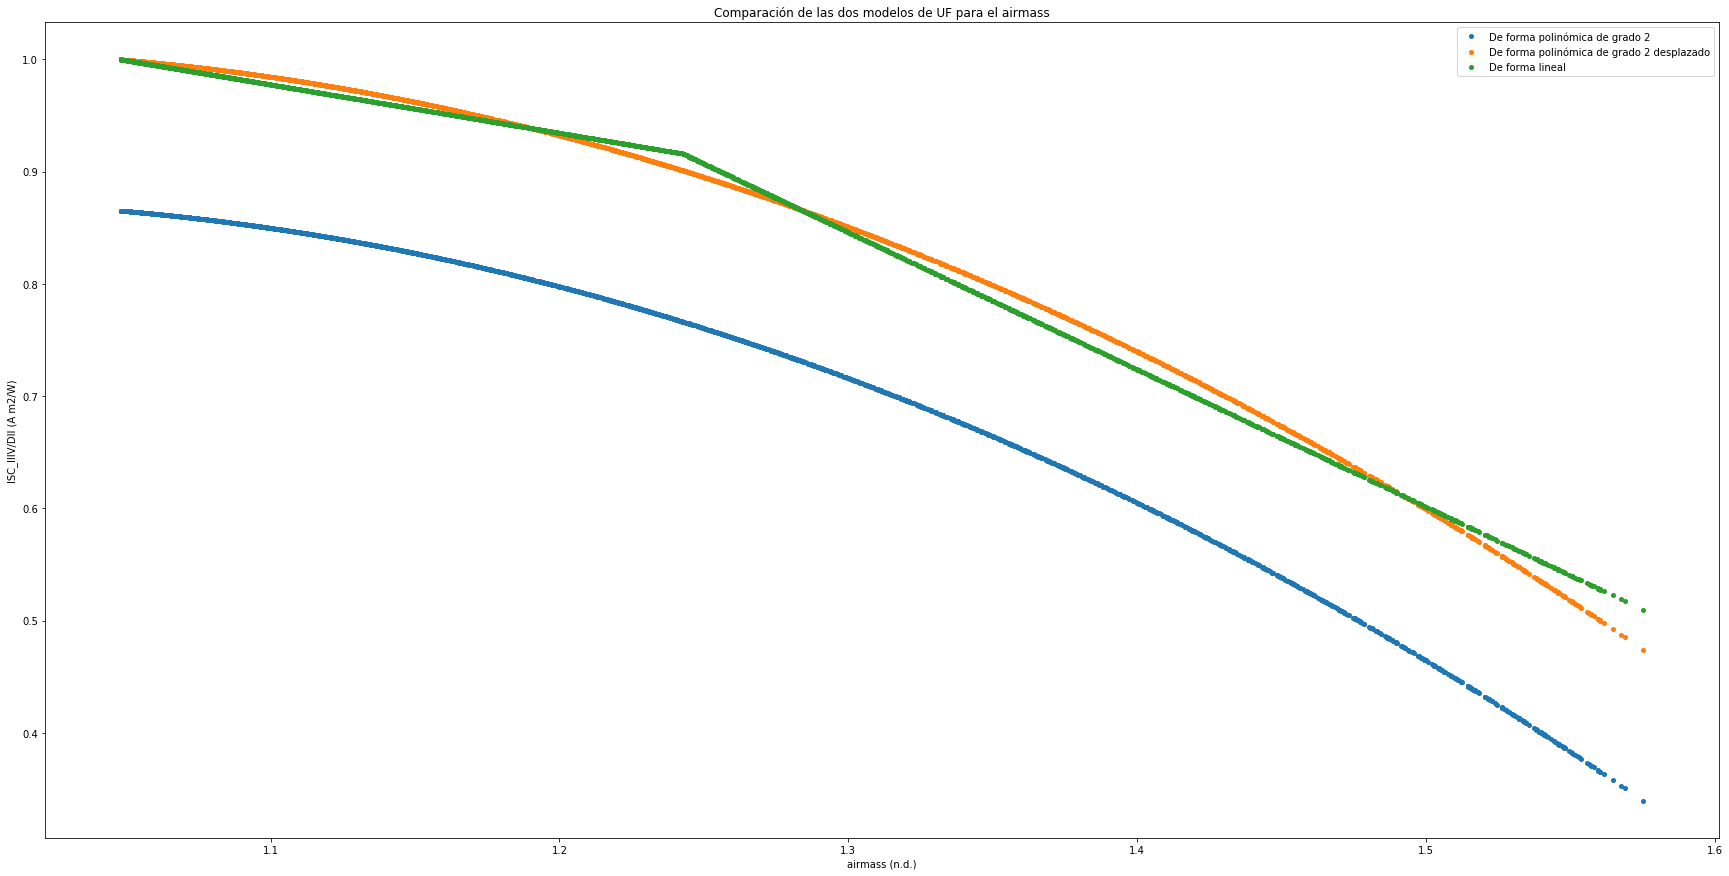 Comparación de las dos modelos de UF para el airmass
De forma polinómica de grado 2
De forma polinómica de grado 2 desplazado
De forma lineal
ISC_IIIV/DII (A m2/W)
1.0
0.9
0.8
0.7
0.6
0.5
0.4
1.1
1.2
1.3
1.4
1.5
1.6
airmass (n.d.)